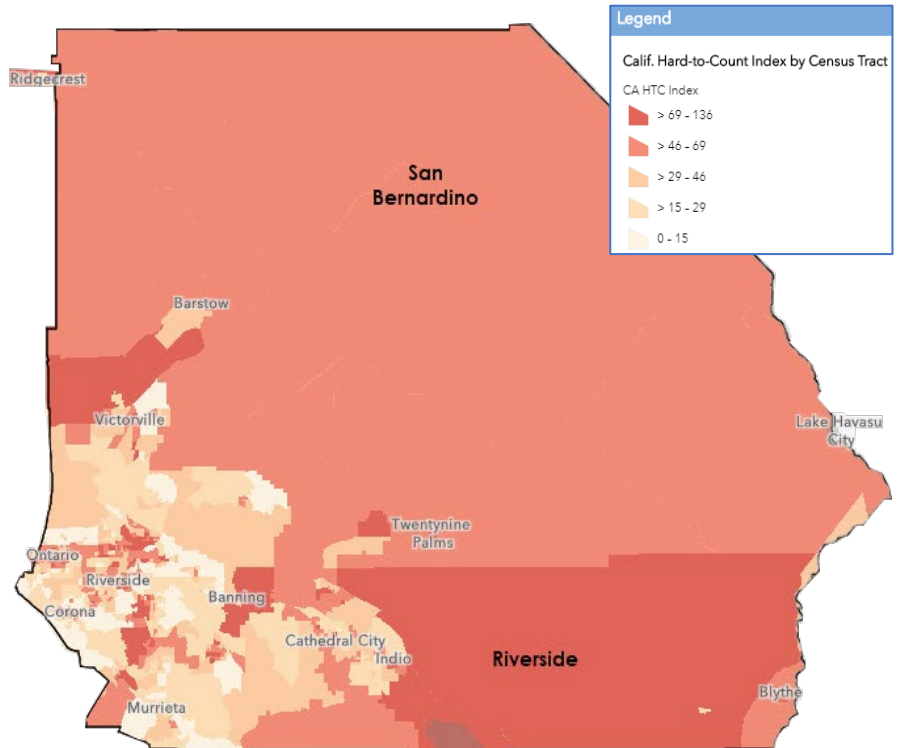 Legend
Calif. Hard-to-Count Index by Census Tract
CA HTC Index
> 69 - 136
> 46 - 69
> 29 - 46
> 15 - 29
0 - 15
Ridgecrest
San
Bernardino
Barstow
Victorville
Lake Havasu
City
Twentynine
Palms
Ontario
Riverside
Banning
Corona
Cathedral City
Indio
Riverside
Blythe
Murrieta